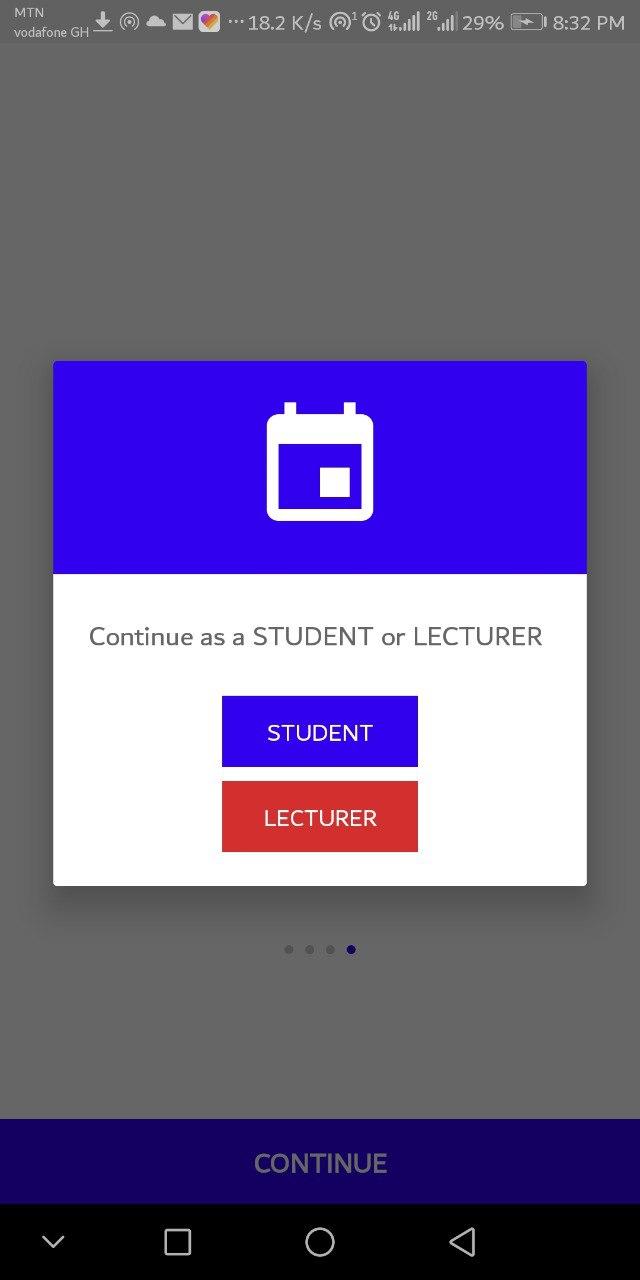 MTN
vodafone GH
18.2 K/s 1 4G 2G 29% 8:32 PM
Continue as a STUDENT or LECTURER
STUDENT
LECTURER
CONTINUE